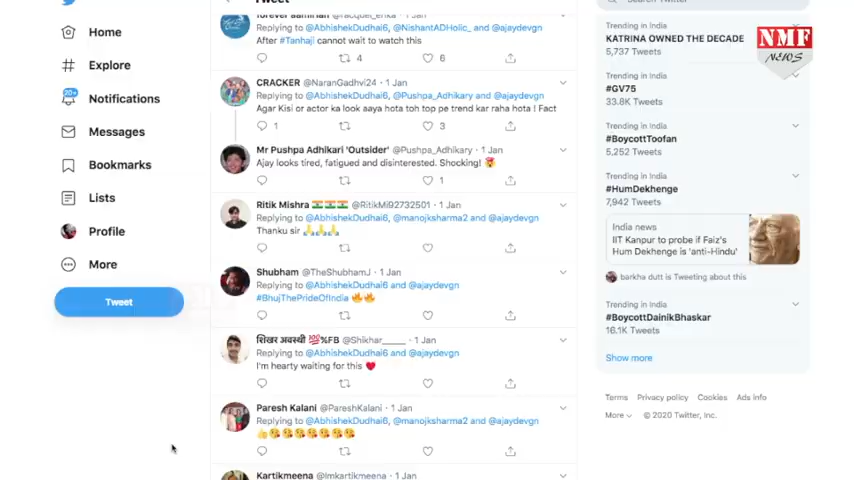 Tweet
Search Twitter
forever aamirian @racquel_erika · 1 Jan
Replying to @AbhishekDudhai6, @NishantADHolic_ and @ajaydevgn
After #Tanhaji cannot wait to watch this
4 6
CRACKER @NaranGadhvi24 · 1 Jan
Replying to @AbhishekDudhai6, @Pushpa_Adhikary and @ajaydevgn
Agar Kisi or actor ka look aaya hota toh top pe trend kar raha hota ! Fact
1 3
Mr Pushpa Adhikari 'Outsider' @Pushpa_Adhikary · 1 Jan
Ajay looks tired, fatigued and disinterested. Shocking!
1
Ritik Mishra 🇮🇳🇮🇳🇮🇳 @RitikMi92732501 · 1 Jan
Replying to @AbhishekDudhai6, @manojksharma2 and @ajaydevgn
Thanku sir 🙏🙏🙏
Shubham @TheShubhamJ · 1 Jan
Replying to @AbhishekDudhai6 and @ajaydevgn
#BhujThePrideOfIndia 🔥🔥
शिखर अवस्थी 💯%FB @Shikhar_____ · 1 Jan
Replying to @AbhishekDudhai6 and @ajaydevgn
I'm hearty waiting for this ❤️
Paresh Kalani @PareshKalani · 1 Jan
Replying to @AbhishekDudhai6, @manojksharma2 and @ajaydevgn
👍😘😘😘😘😘😘😘
Kartikmeena @Imkartikmeena · 1 Jan
Home
Explore
20+
Notifications
Messages
Bookmarks
Lists
Profile
More
Tweet
Trending in India
KATRINA OWNED THE DECADE
5,737 Tweets
Trending in India
#GV75
33.8K Tweets
Trending in India
#BoycottToofan
5,252 Tweets
Trending in India
#HumDekhenge
7,942 Tweets
India news
IIT Kanpur to probe if Faiz's
Hum Dekhenge is 'anti-Hindu'
barkha dutt is Tweeting about this
Trending in India
#BoycottDainikBhaskar
16.1K Tweets
Show more
Terms Privacy policy Cookies Ads info
More © 2020 Twitter, Inc.
NMF
NEWS